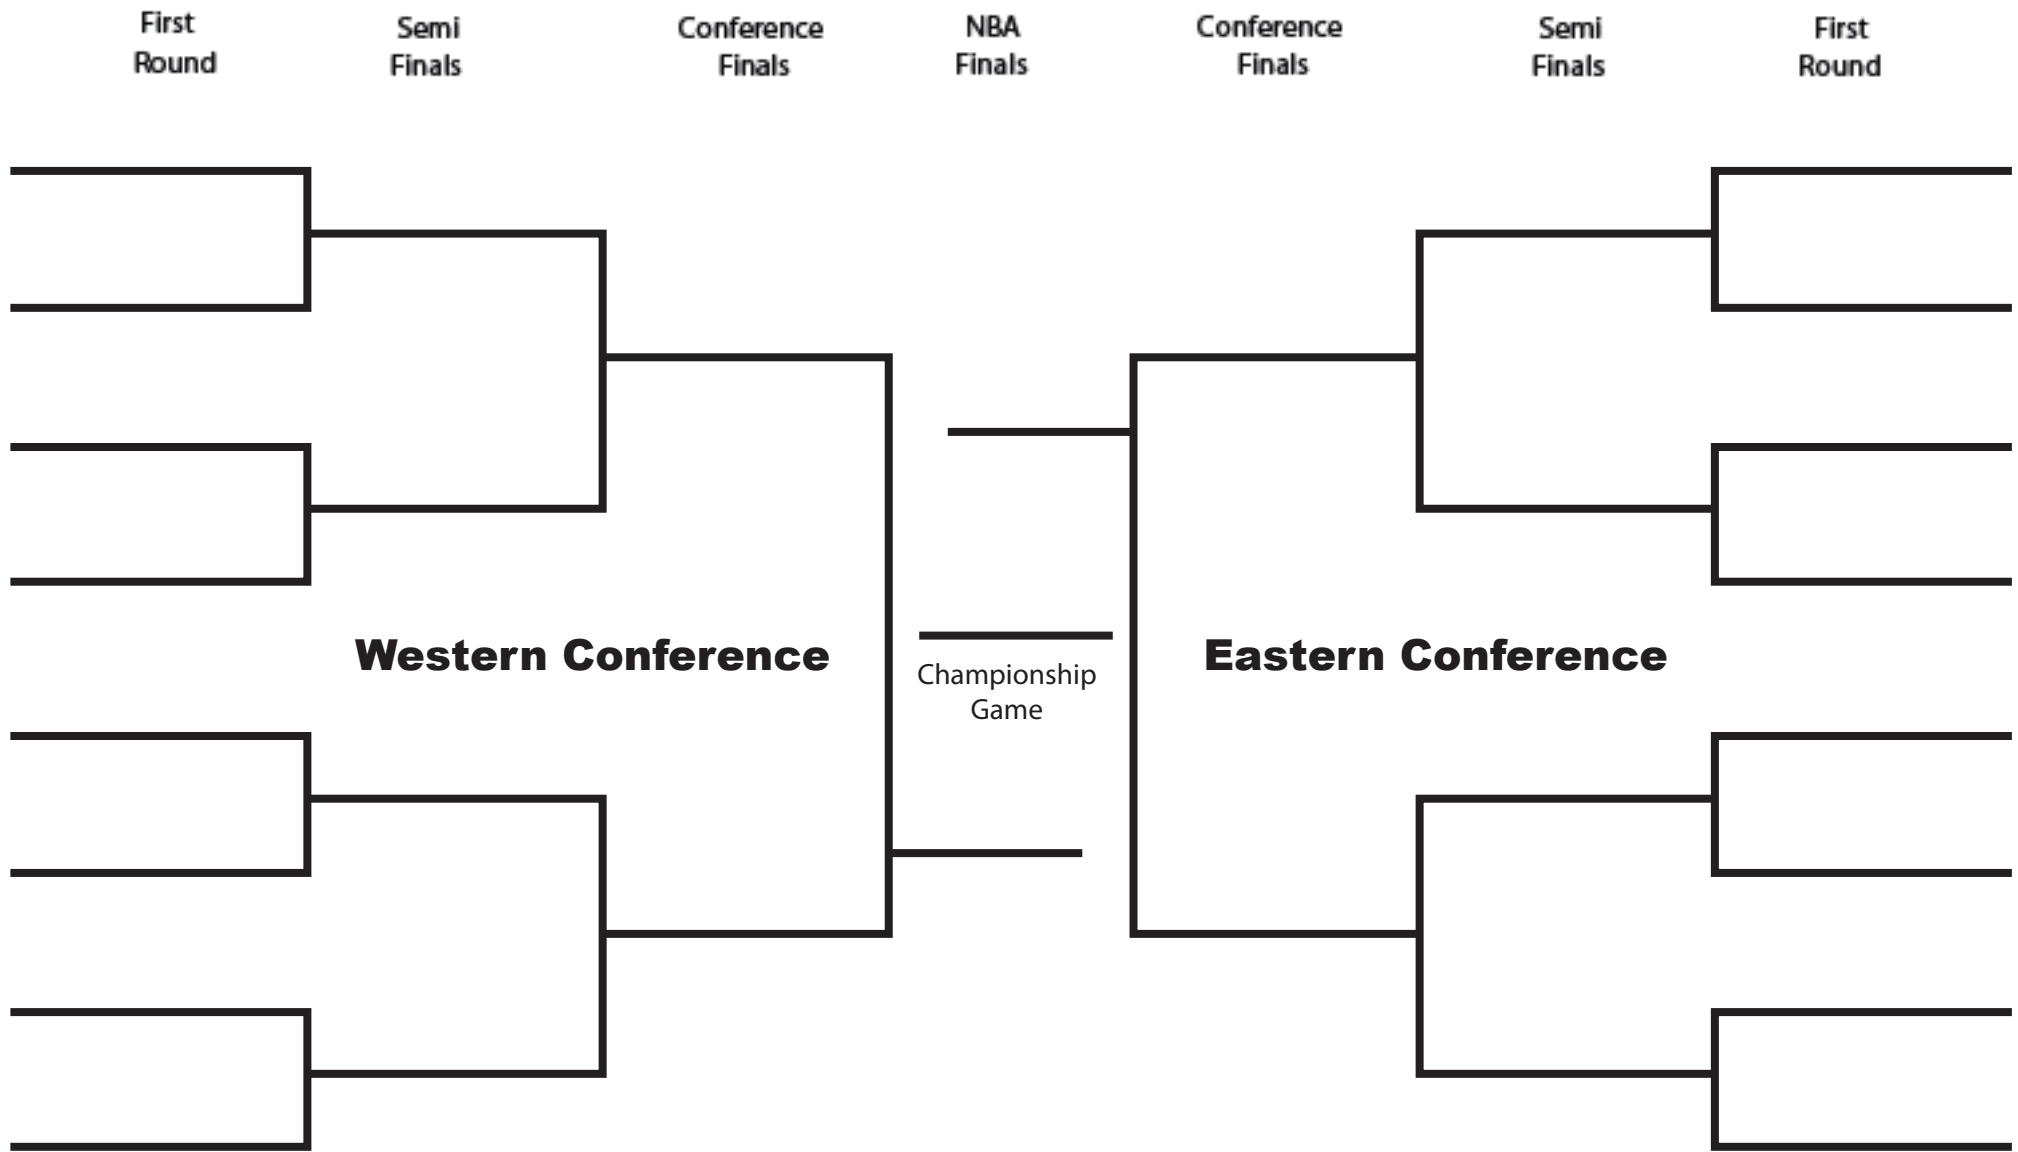 First
Round
Semi
Finals
Conference
Finals
NBA
Finals
Conference
Finals
Semi
Finals
First
Round
Western Conference
Championship
Game
Eastern Conference